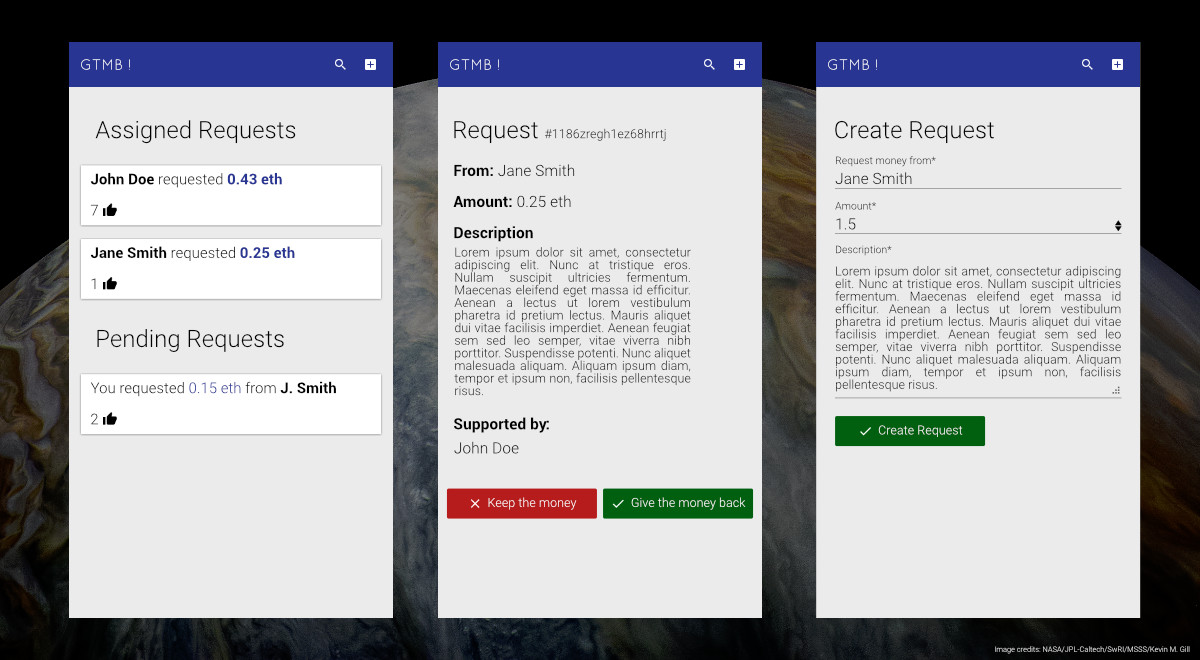 GTMB !
Assigned Requests
John Doe requested 0.43 eth
7
Jane Smith requested 0.25 eth
1
Pending Requests
You requested 0.15 eth from J. Smith
2
GTMB !
Request #1186zregh1ez68hrrtj
From: Jane Smith
Amount: 0.25 eth
Description
Lorem ipsum dolor sit amet, consectetur
adipiscing elit. Nunc at tristique eros.
Nullam suscipit ultricies fermentum.
Maecenas eleifend eget massa id efficitur.
Aenean a lectus ut lorem vestibulum
pharetra id pretium lectus. Mauris aliquet
dui vitae facilisis imperdiet. Aenean feugiat
sem sed leo semper, vitae viverra nibh
porttitor. Suspendisse potenti. Nunc aliquet
malesuada aliquam. Aliquam ipsum diam,
tempor et ipsum non, facilisis pellentesque
risus.
Supported by:
John Doe
Keep the money
Give the money back
GTMB !
Create Request
Request money from*
Jane Smith
Amount*
1.5
Description*
Lorem ipsum dolor sit amet, consectetur adipiscing
elit. Nunc at tristique eros. Nullam suscipit ultricies
fermentum. Maecenas eleifend eget massa id
efficitur. Aenean a lectus ut lorem vestibulum
pharetra id pretium lectus. Mauris aliquet dui vitae
facilisis imperdiet. Aenean feugiat sem sed leo
semper, vitae viverra nibh porttitor. Suspendisse
potenti. Nunc aliquet malesuada aliquam. Aliquam
ipsum diam, tempor et ipsum non, facilisis
pellentesque risus.
Create Request
Image credits: NASA/JPL-Caltech/SwRI/MSSS/Kevin M. Gill